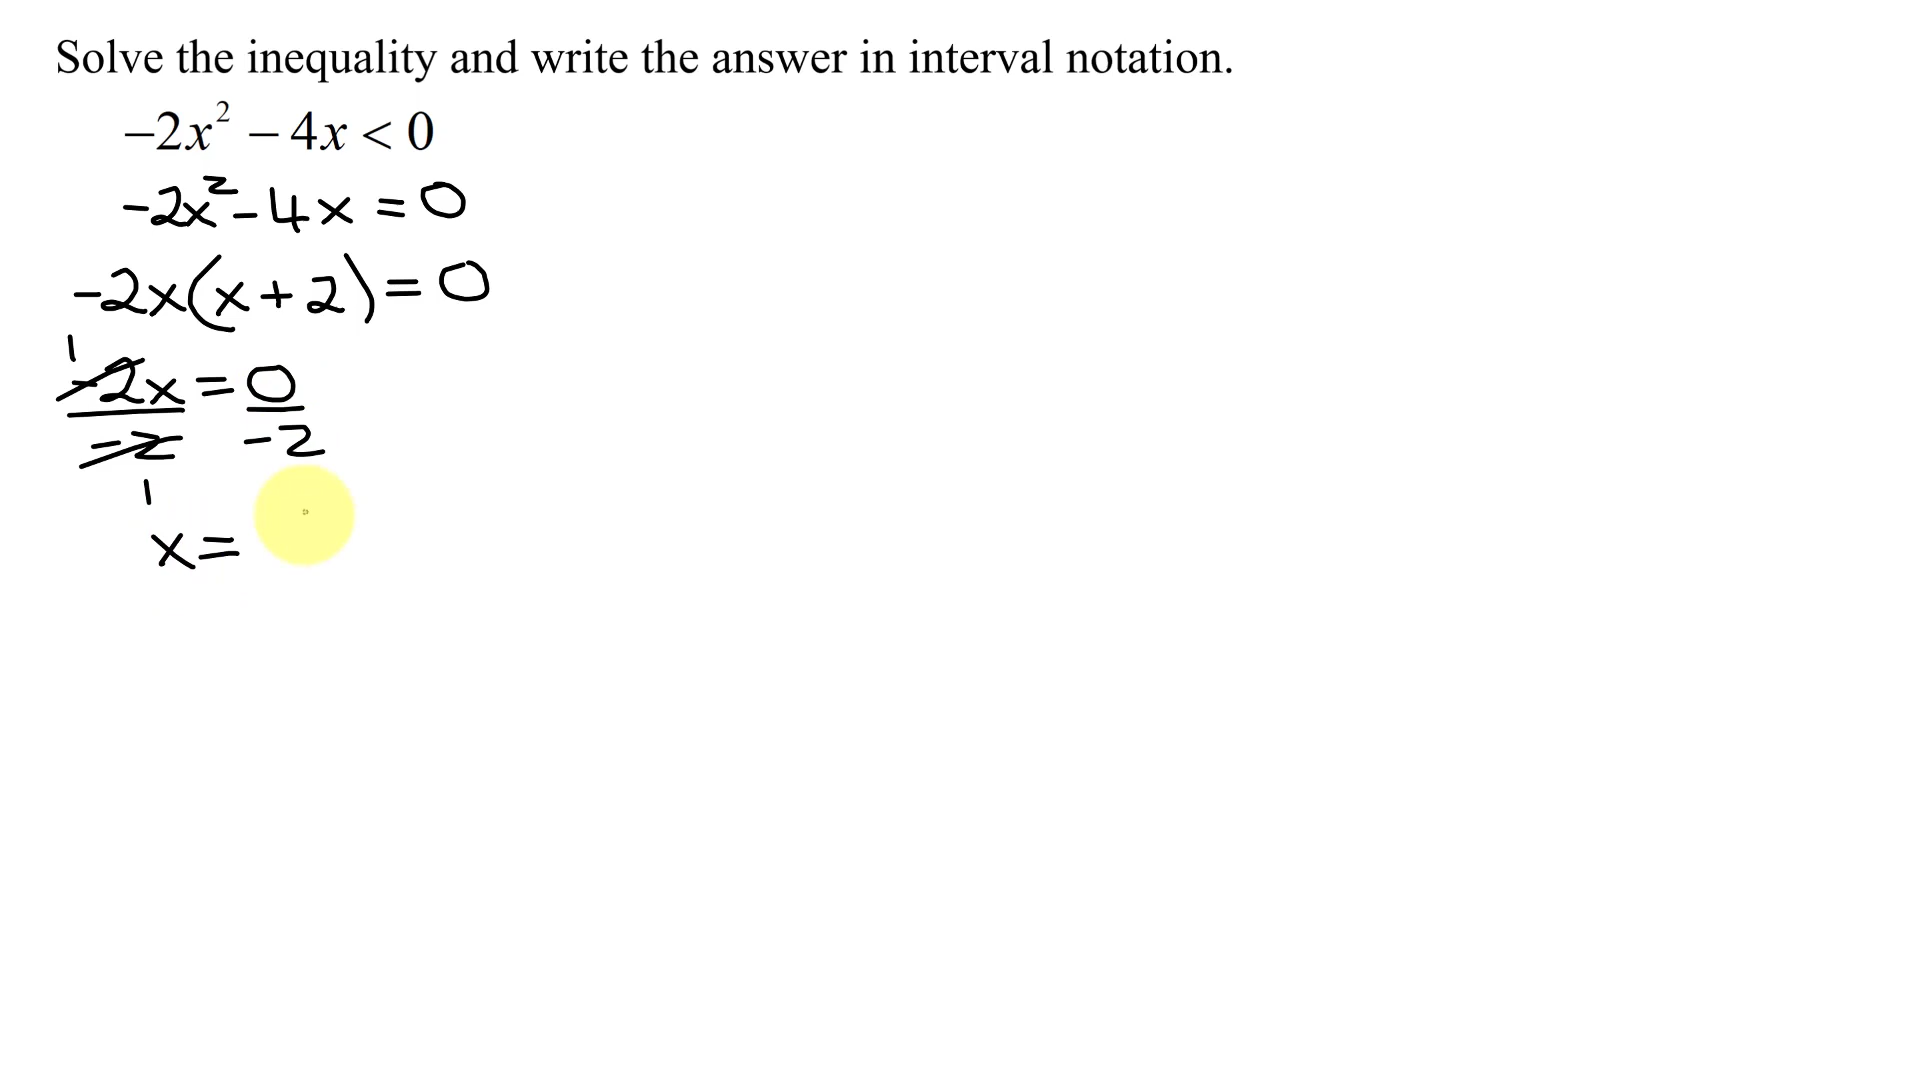 Solve the inequality and write the answer in interval notation.
−2x² − 4x < 0
-2x²-4x=0
-2x(x+2)=0
1
-2x=0
-2 -2
1
x=